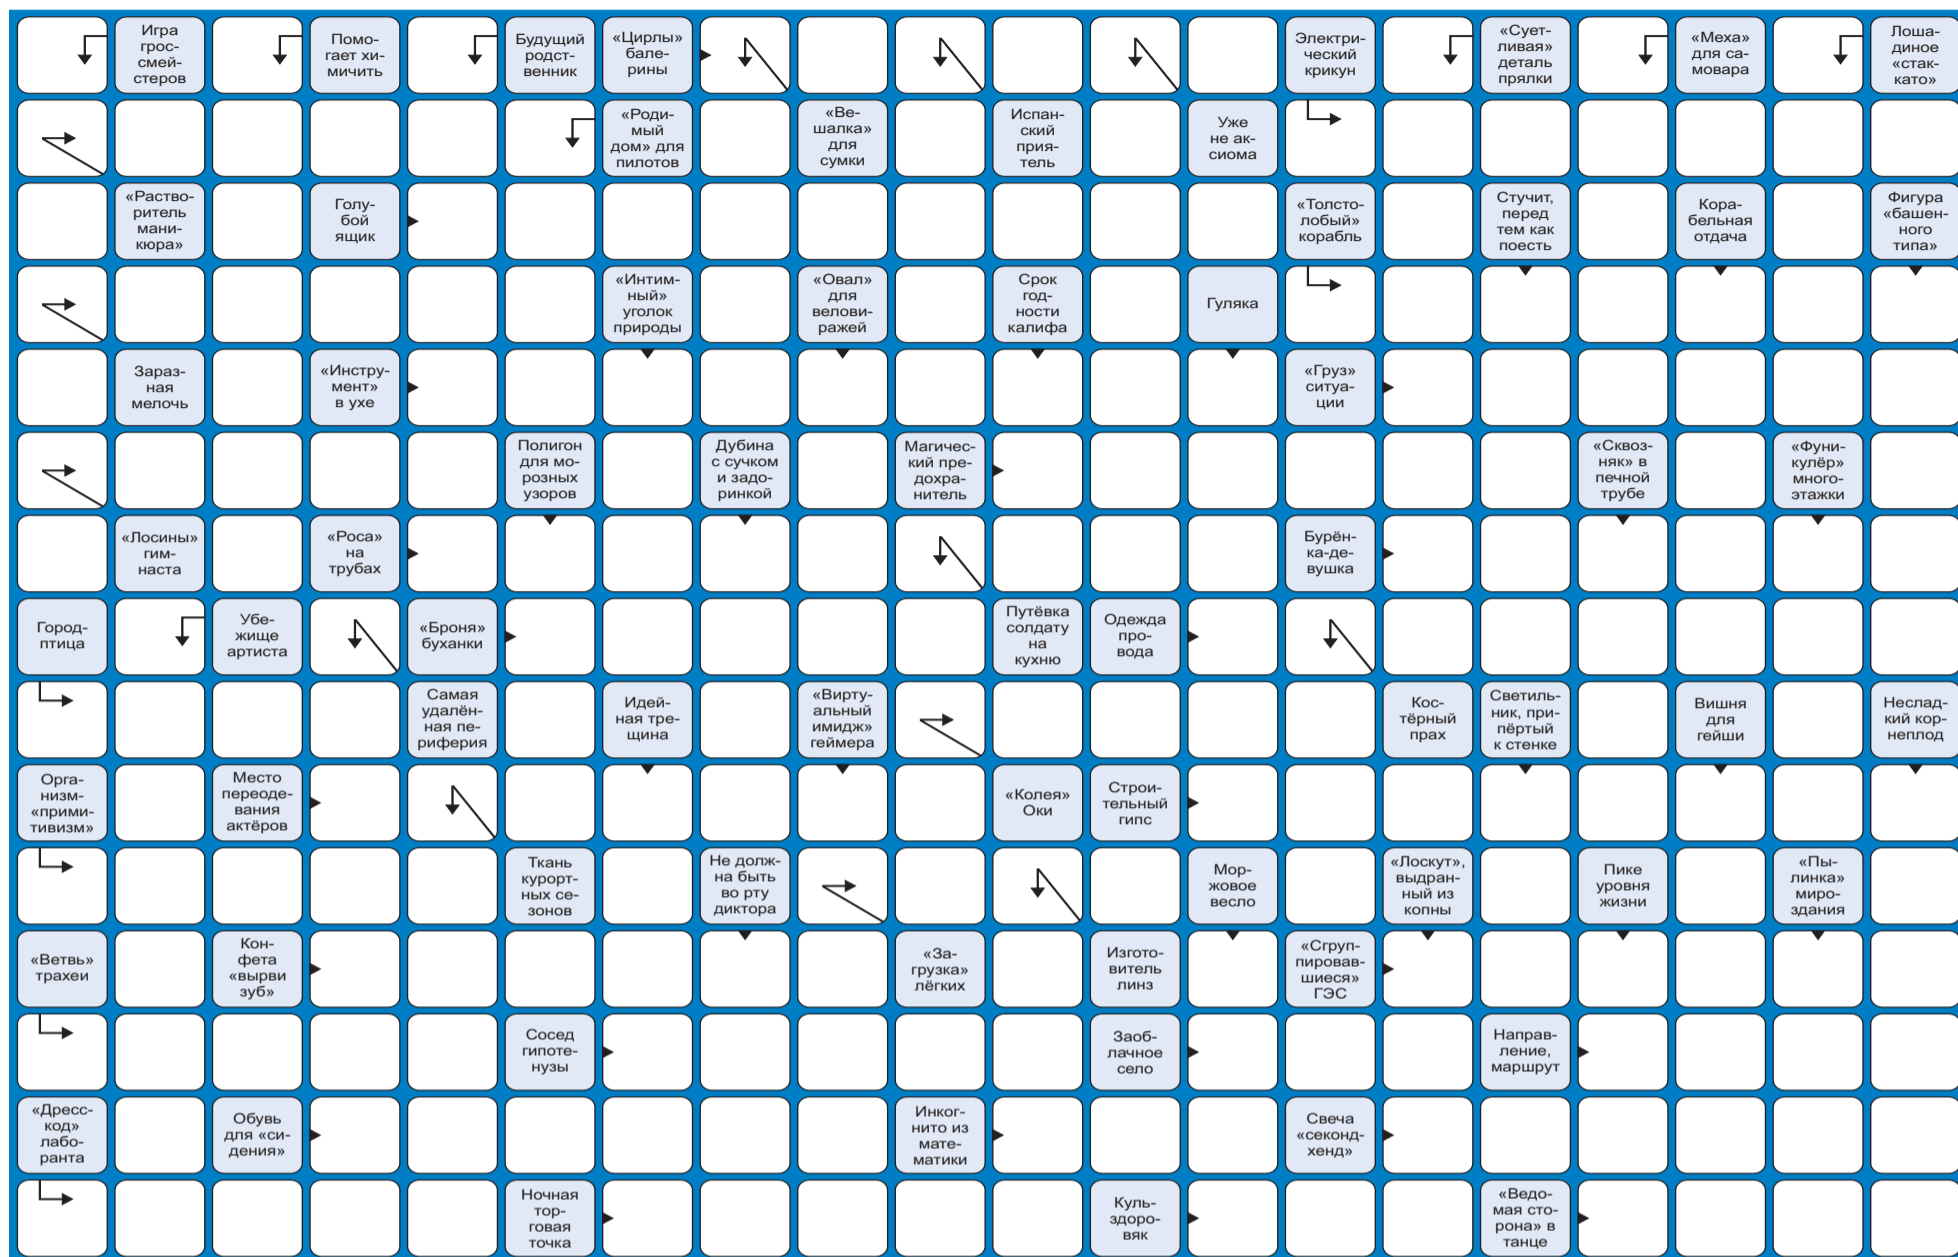 Игра
грос-
смей-
стеров
Помо-
гает хи-
мичить
Будущий
родст-
венник
«Цирлы»
бале-
рины
Электри-
ческий
крикун
«Сует-
ливая»
деталь
прялки
«Меха»
для са-
мовара
Лоша-
диное
«стак-
като»
«Роди-
мый
дом» для
пилотов
«Ве-
шалка»
для
сумки
Испан-
ский
прия-
тель
Уже
не ак-
сиома
«Раство-
ритель
мани-
кюра»
Голу-
бой
ящик
«Толсто-
лобый»
корабль
Стучит,
перед
тем как
поесть
Кора-
бельная
отдача
Фигура
«башен-
ного
типа»
«Интим-
ный»
уголок
природы
«Овал»
для
велови-
ражей
Срок
год-
ности
калифа
Гуляка
Зараз-
ная
мелочь
«Инстру-
мент»
в ухе
«Груз»
ситуа-
ции
Полигон
для мо-
розных
узоров
Дубина
с сучком
и задо-
ринкой
Магичес-
кий пре-
дохра-
нитель
«Сквоз-
няк» в
печной
трубе
«Фуни-
кулёр»
много-
этажки
«Лосины»
гим-
наста
«Роса»
на
трубах
Бурён-
ка-де-
вушка
Город-
птица
Убе-
жище
артиста
«Броня»
буханки
Путёвка
солдату
на
кухню
Одежда
про-
вода
Самая
удалён-
ная пе-
риферия
Идей-
ная тре-
щина
«Вирту-
альный
имидж»
геймера
Кос-
тёрный
прах
Светиль-
ник, при-
пёртый
к стенке
Вишня
для
гейши
Неслад-
кий кор-
неплод
Орга-
низм-
«прими-
тивизм»
Место
переоде-
вания
актёров
«Колея»
Оки
Строи-
тельный
гипс
Ткань
курорт-
ных се-
зонов
Не долж-
на быть
во рту
диктора
Мор-
жовое
весло
«Лоскут»,
выдран-
ный из
копны
Пике
уровня
жизни
«Пы-
линка»
миро-
здания
«Ветвь»
трахеи
Кон-
фета
«вырви
зуб»
«За-
грузка»
лёгких
Изгото-
витель
линз
«Сгруп-
пировав-
шиеся»
ГЭС
Сосед
гипоте-
нузы
Заоб-
лачное
село
Направ-
ление,
маршрут
«Дресс-
код»
лабо-
ранта
Обувь
для «си-
дения»
Инког-
нито из
мате-
матики
Свеча
«секонд-
хенд»
Ночная
тор-
говая
точка
Куль-
здоро-
вяк
«Ведо-
мая сто-
рона» в
танце